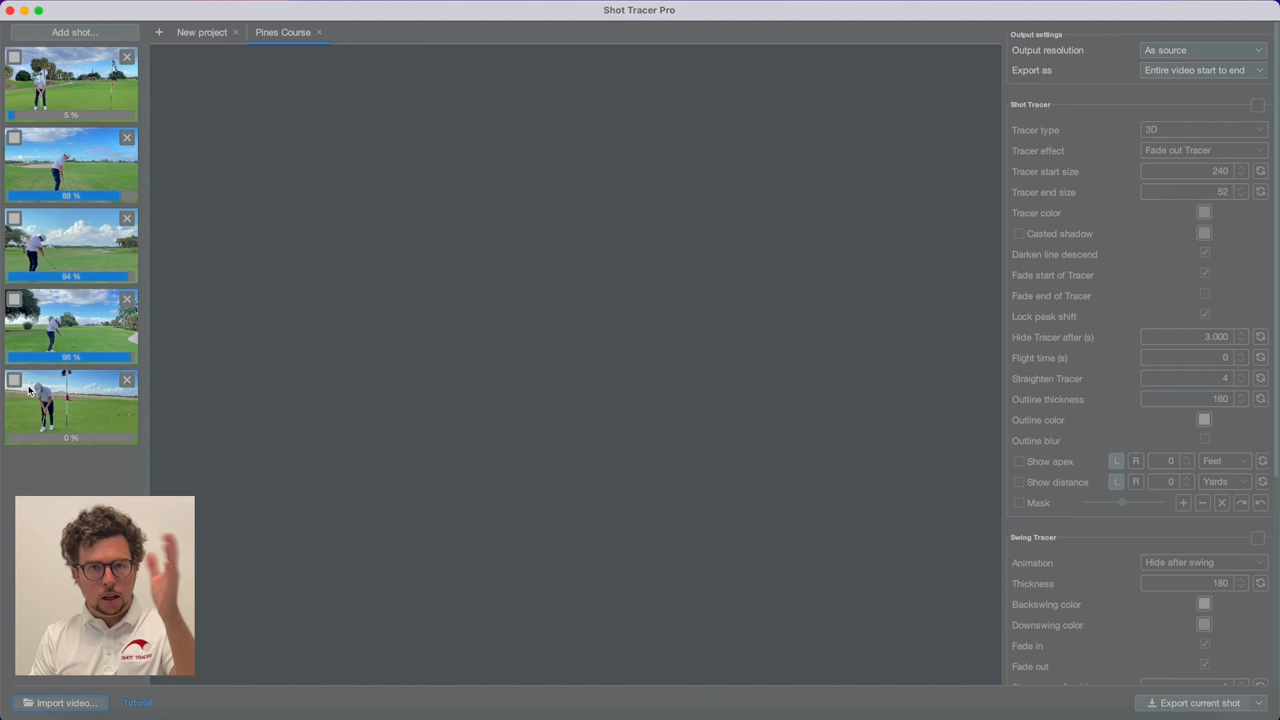 Shot Tracer Pro
Add shot...
+ New project × Pines Course ×
5 %
88 %
94 %
98 %
0 %
SHOT TRACER
Import video...
Tutorial
Output settings
Output resolution As source
Export as Entire video start to end
Shot Tracer
Tracer type 3D
Tracer effect Fade out Tracer
Tracer start size 240
Tracer end size 52
Tracer color
Casted shadow
Darken line descend
Fade start of Tracer
Fade end of Tracer
Lock peak shift
Hide Tracer after (s) 3.000
Flight time (s) 0
Straighten Tracer 4
Outline thickness 160
Outline color
Outline blur
Show apex L R 0 Feet
Show distance L R 0 Yards
Mask
Swing Tracer
Animation Hide after swing
Thickness 180
Backswing color
Downswing color
Fade in
Fade out
Export current shot